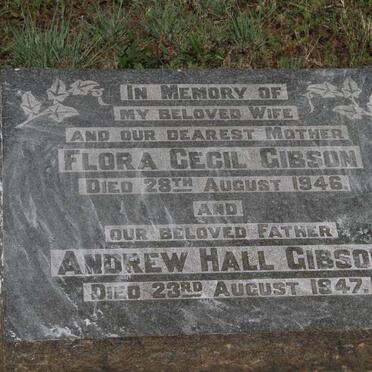 IN MEMORY OF
MY BELOVED WIFE
AND OUR DEAREST MOTHER
FLORA CECIL GIBSON
DIED 28TH AUGUST 1946.
AND
OUR BELOVED FATHER
ANDREW HALL GIBSO
DIED 23RD AUGUST 1947.